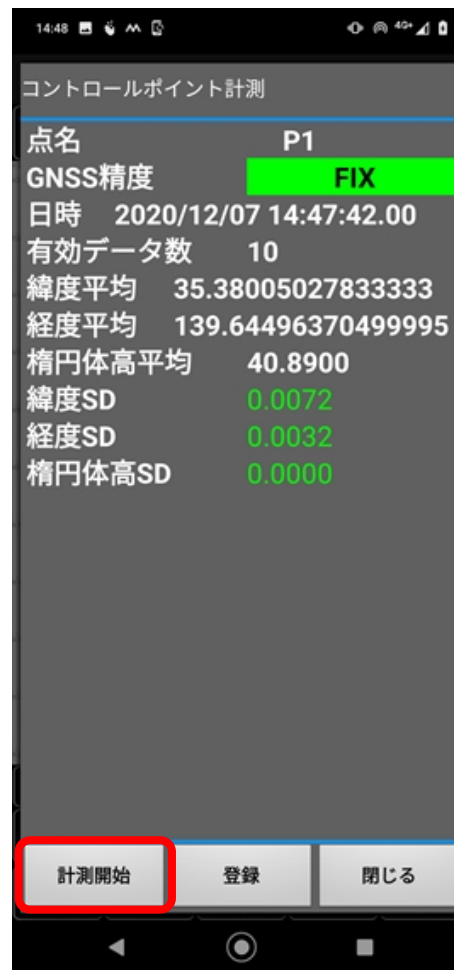 14:48 4G+
コントロールポイント計測
点名 P1
GNSS精度 FIX
日時 2020/12/07 14:47:42.00
有効データ数 10
緯度平均 35.38005027833333
経度平均 139.64496370499995
楕円体高平均 40.8900
緯度SD 0.0072
経度SD 0.0032
楕円体高SD 0.0000
計測開始 登録 閉じる